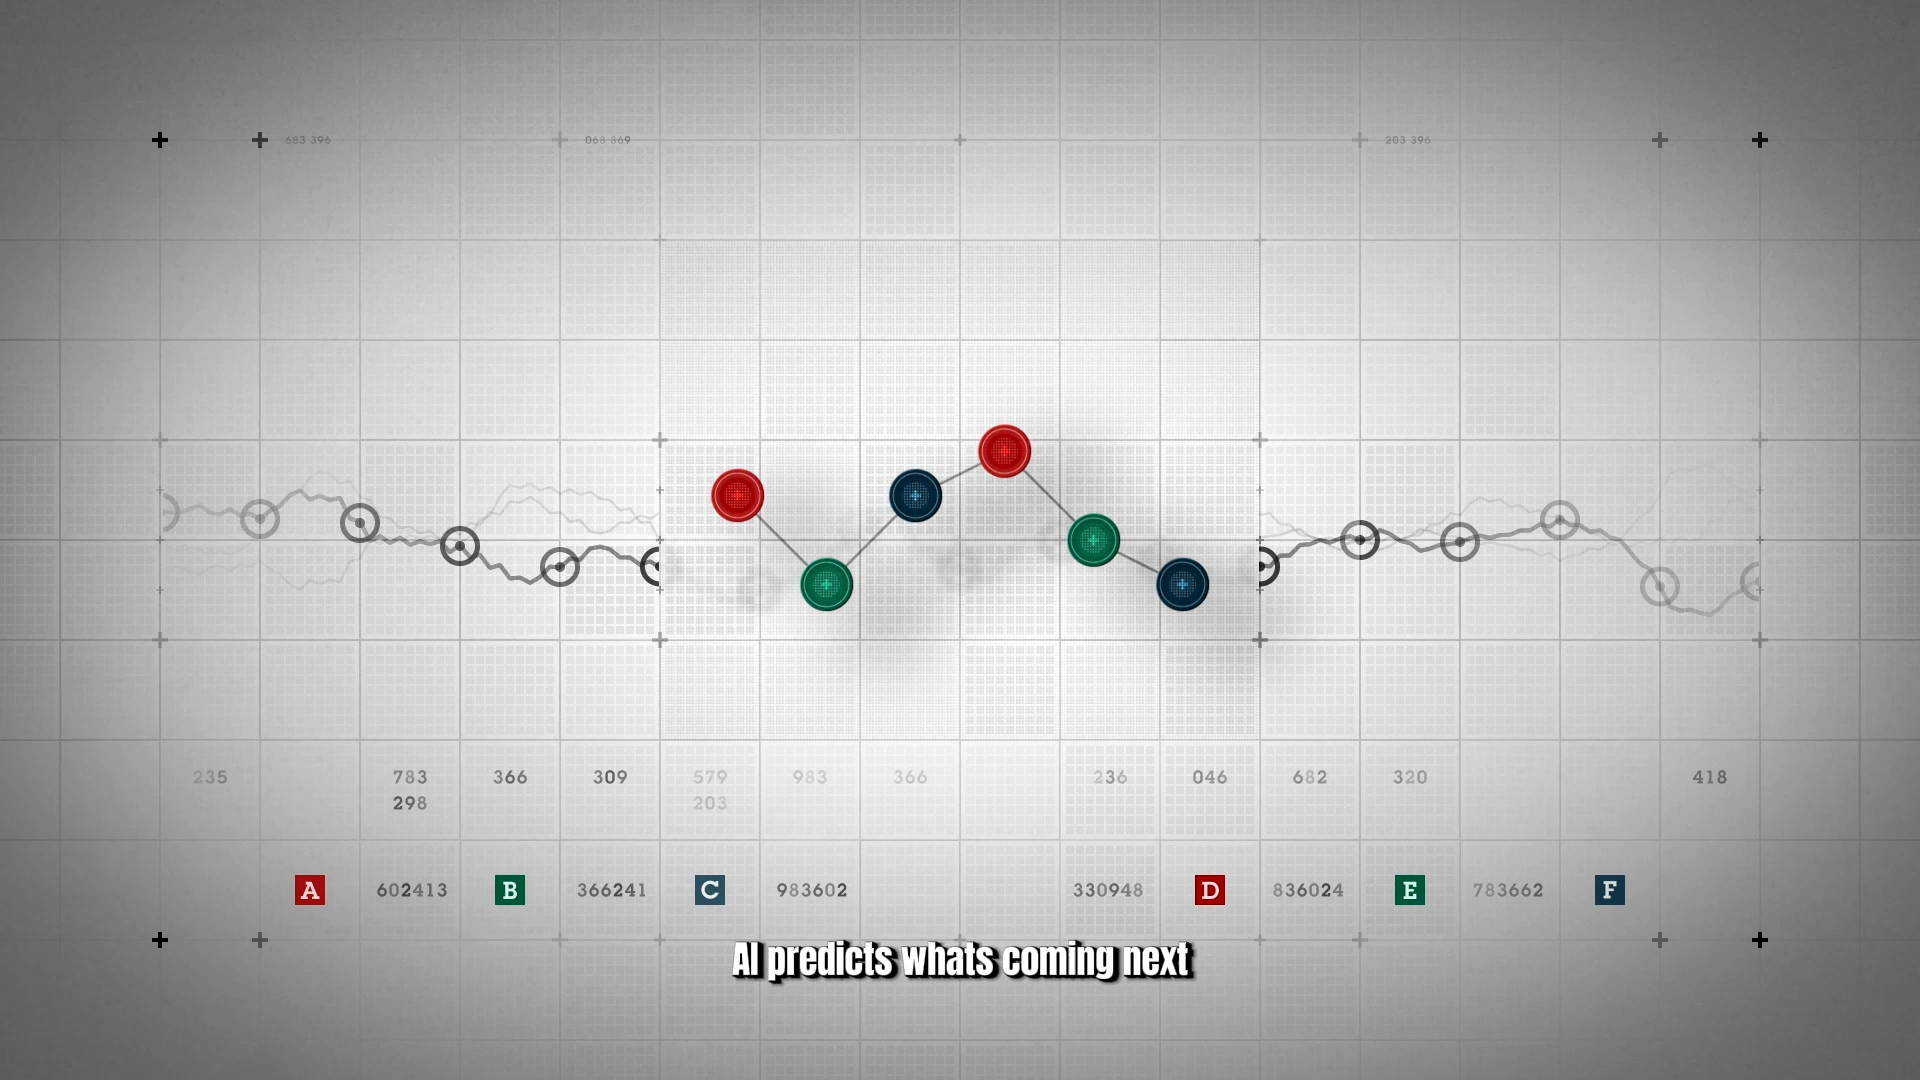 683 396 068 869 203 396
235 783 366 309 579 983 366 236 046 682 320 418
298 203
A 602413 B 366241 C 983602 330948 D 836024 E 783662 F
AI predicts whats coming next